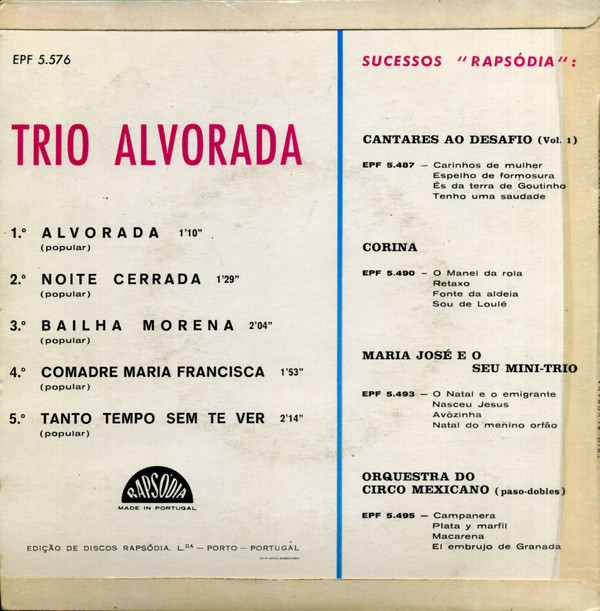 EPF 5.576
TRIO ALVORADA
1.º ALVORADA 1'10"
(popular)
2.º NOITE CERRADA 1'29"
(popular)
3.º BAILHA MORENA 2'04"
(popular)
4.º COMADRE MARIA FRANCISCA 1'53"
(popular)
5.º TANTO TEMPO SEM TE VER 2'14"
(popular)
RAPSÓDIA
MADE IN PORTUGAL
EDIÇÃO DE DISCOS RAPSÓDIA, L.DA — PORTO — PORTUGAL
SUCESSOS "RAPSÓDIA":
CANTARES AO DESAFIO (Vol. 1)
EPF 5.487 — Carinhos de mulher
Espelho de formosura
És da terra de Goutinho
Tenho uma saudade
CORINA
EPF 5.490 — O Manel da rola
Retaxo
Fonte da aldeia
Sou de Loulé
MARIA JOSÉ E O
SEU MINI-TRIO
EPF 5.493 — O Natal e o emigrante
Nasceu Jesus
Avòzinha
Natal do menino orfão
ORQUESTRA DO
CIRCO MEXICANO (paso-dobles)
EPF 5.495 — Campanera
Plata y marfil
Macarena
El embrujo de Granada